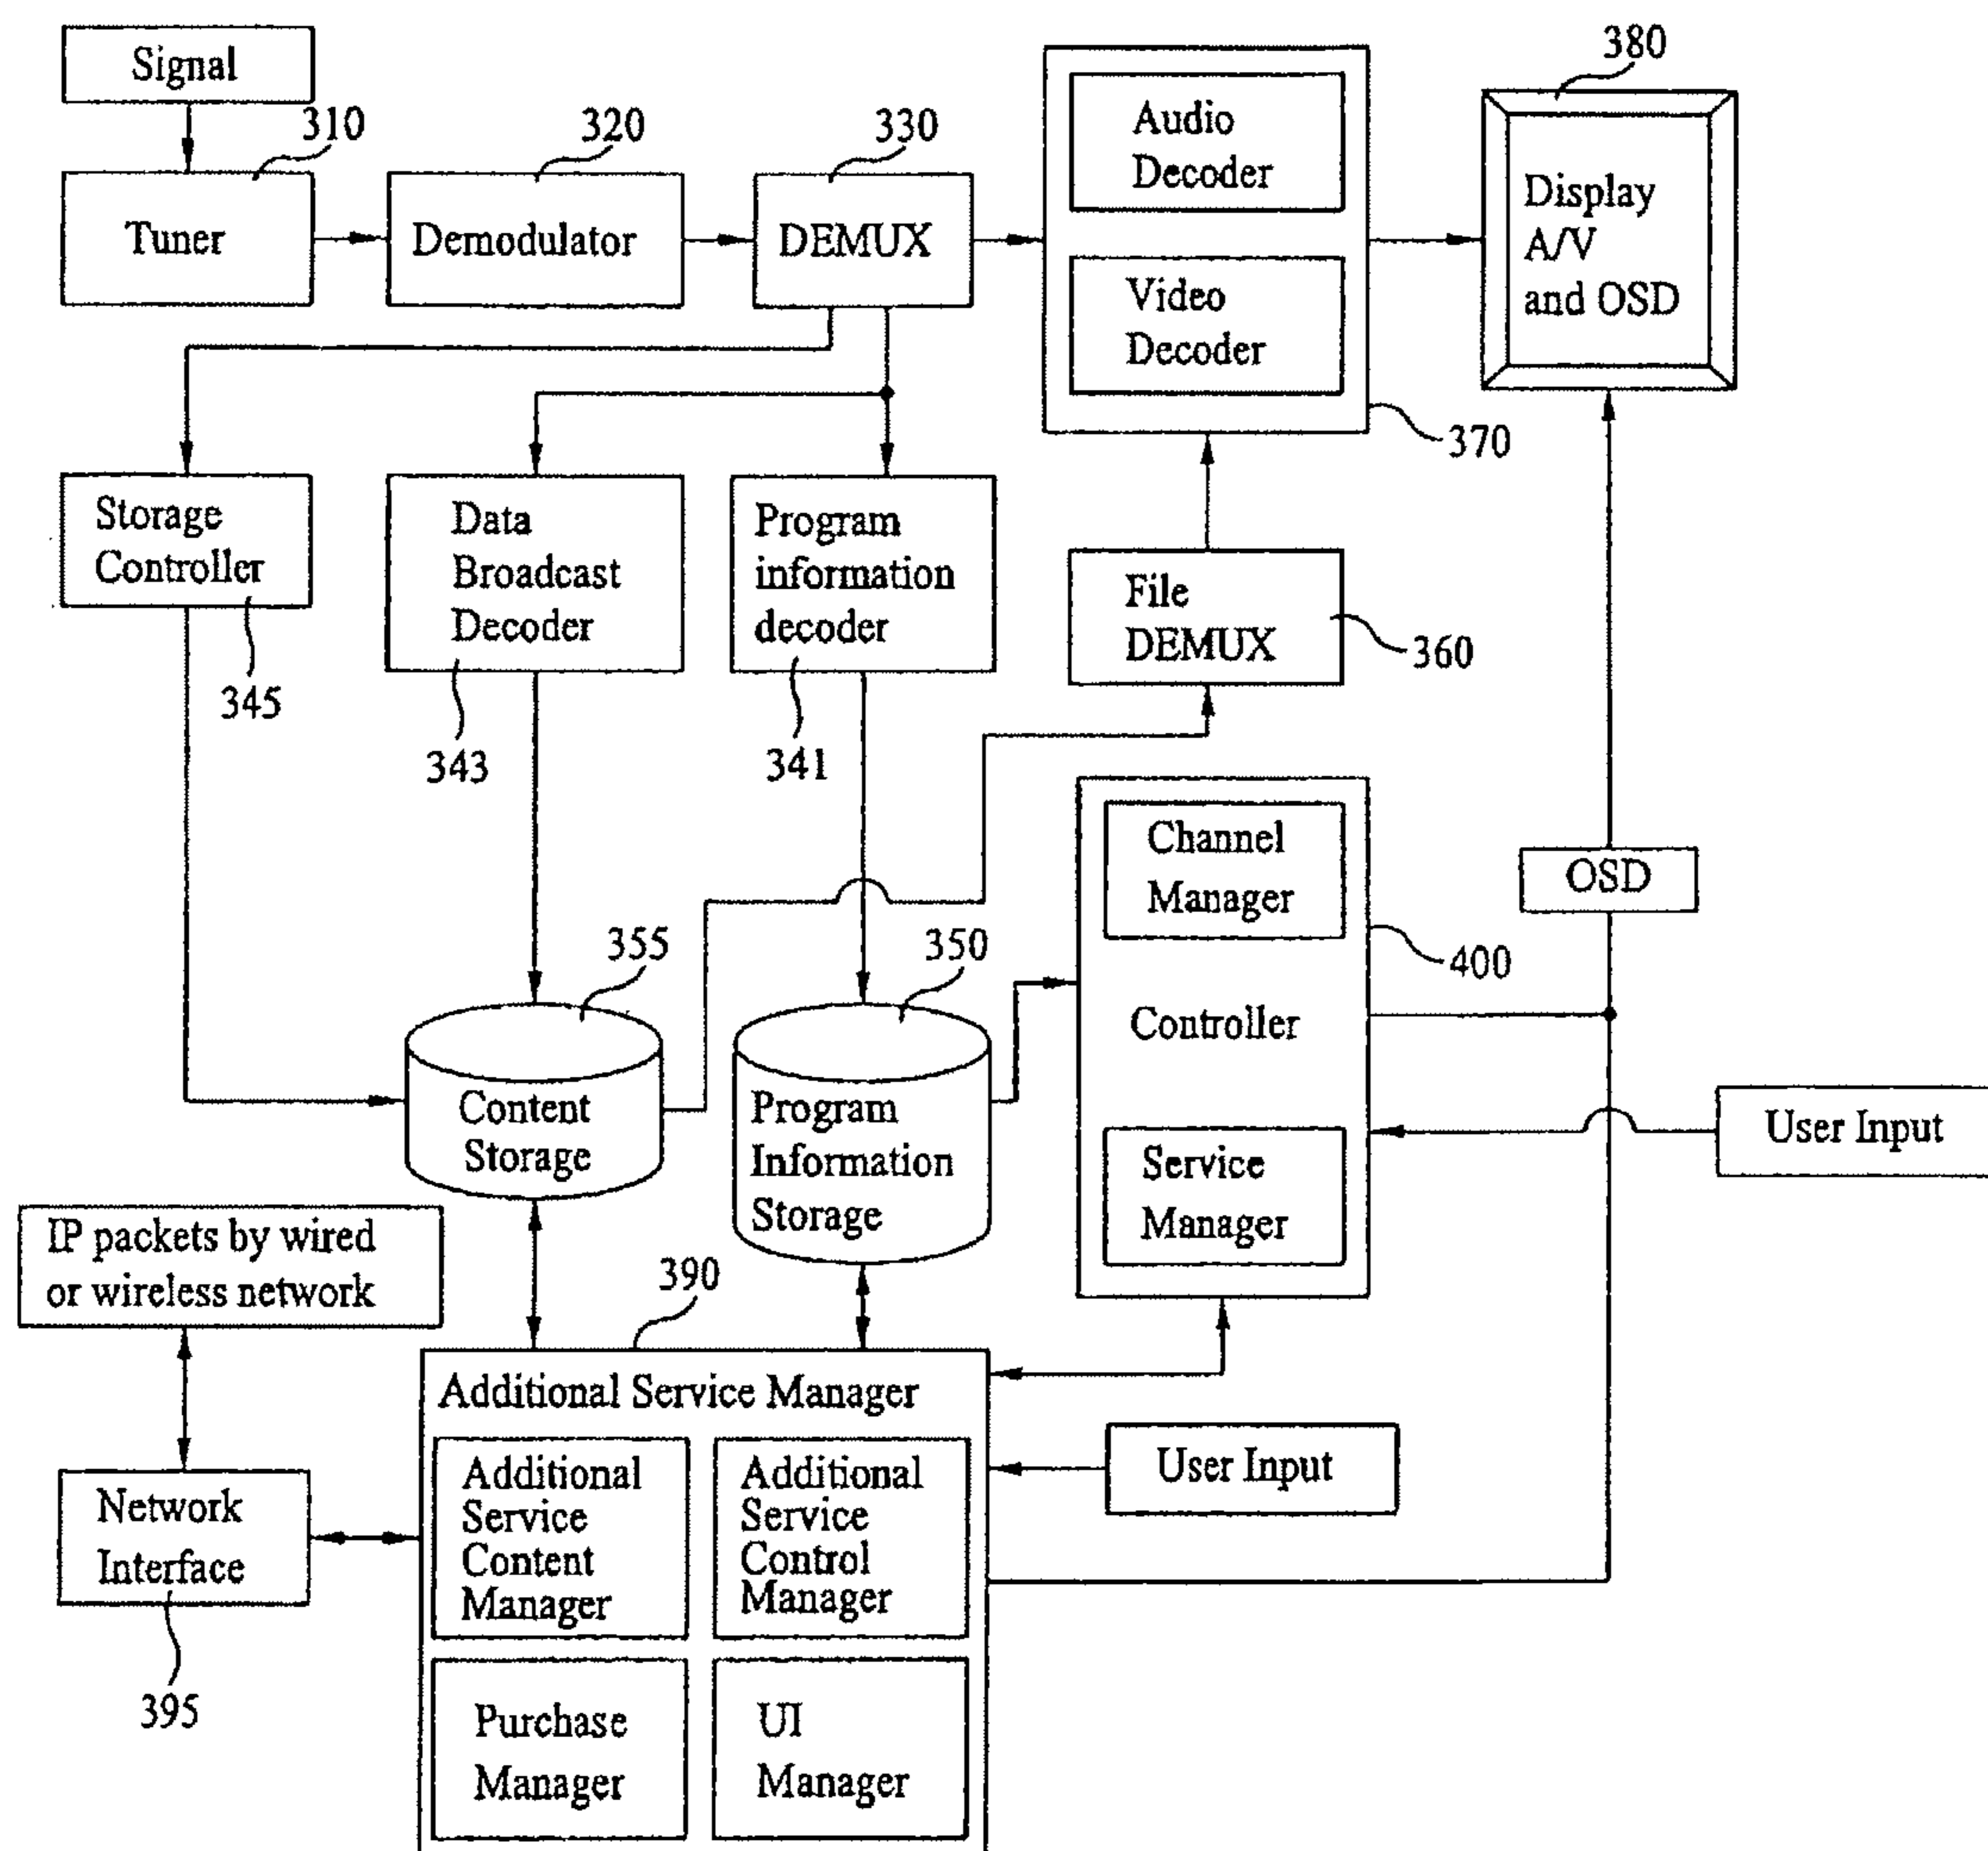 Signal
310
Tuner
320
Demodulator
330
DEMUX
Audio
Decoder
Video
Decoder
370
380
Display
A/V
and OSD
Storage
Controller
345
Data
Broadcast
Decoder
343
Program
information
decoder
341
File
DEMUX
360
Channel
Manager
Controller
Service
Manager
400
OSD
User Input
355
Content
Storage
350
Program
Information
Storage
IP packets by wired
or wireless network
Network
Interface
395
390
Additional Service Manager
Additional
Service
Content
Manager
Additional
Service
Control
Manager
Purchase
Manager
UI
Manager
User Input